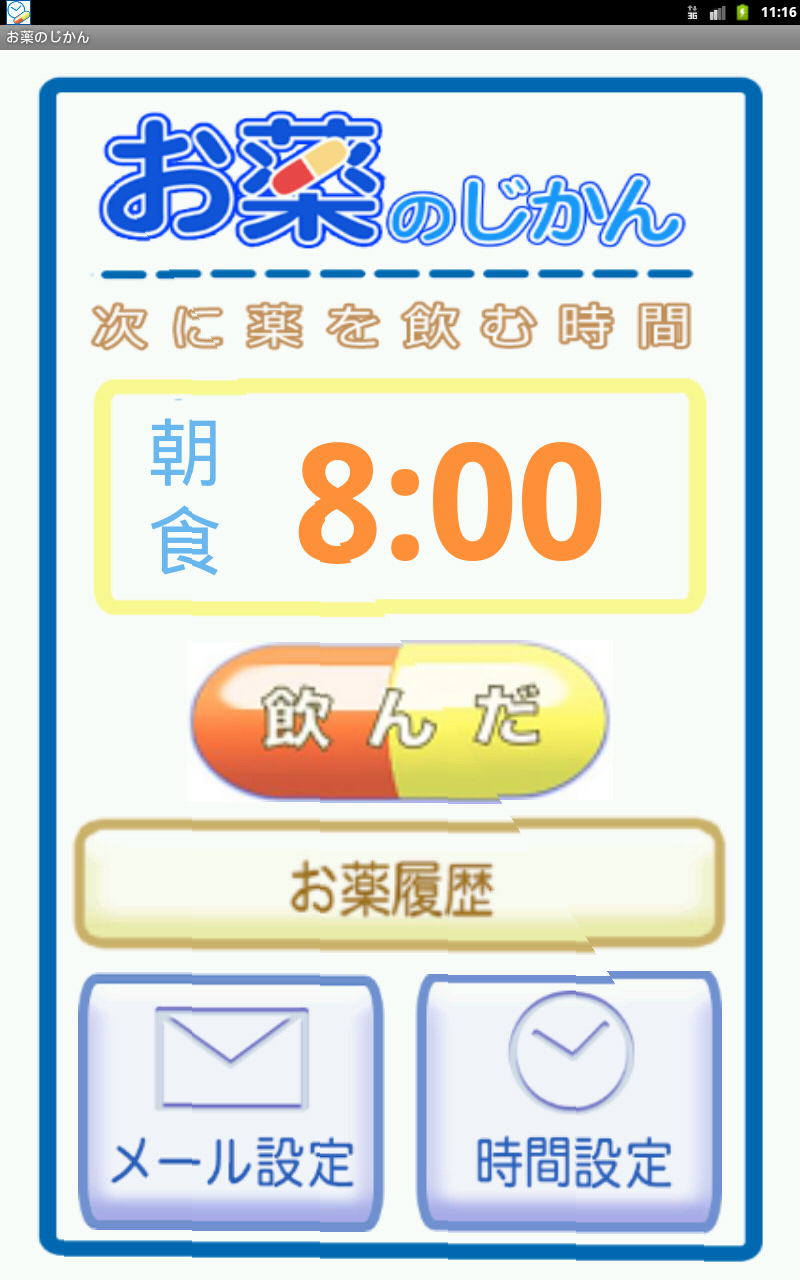 11:16
お薬のじかん
お薬のじかん
次に薬を飲む時間
朝食 8:00
飲んだ
お薬履歴
メール設定 時間設定